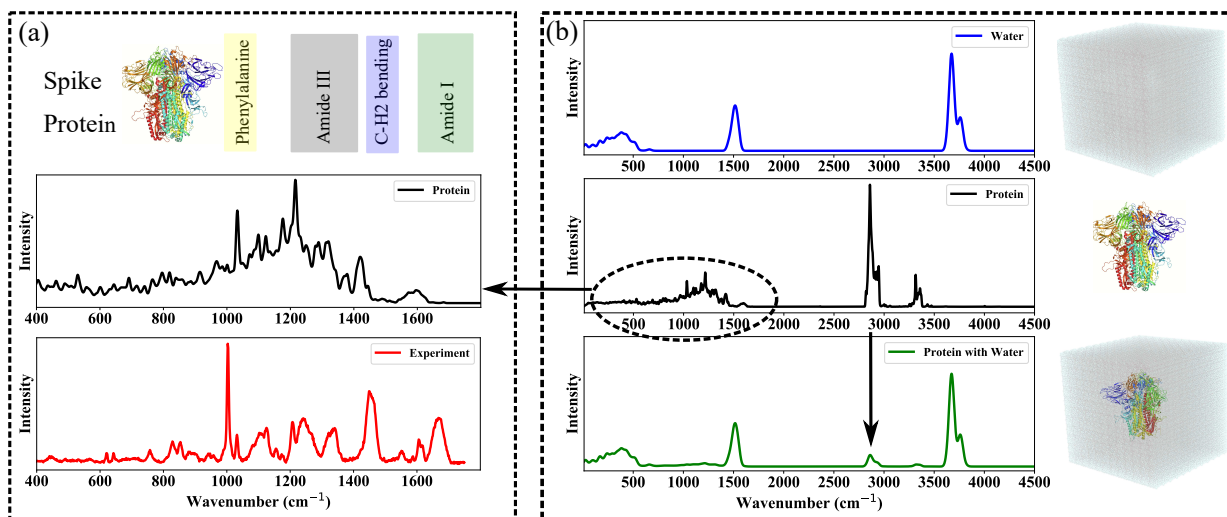 (a)
Spike
Protein
Phenylalanine
Amide III
C-H2 bending
Amide I
Protein
Intensity
400 600 800 1000 1200 1400 1600
Experiment
Intensity
400 600 800 1000 1200 1400 1600
Wavenumber (cm⁻¹)
(b)
Water
Intensity
500 1000 1500 2000 2500 3000 3500 4000 4500
Protein
Intensity
500 1000 1500 2000 2500 3000 3500 4000 4500
Protein with Water
Intensity
500 1000 1500 2000 2500 3000 3500 4000 4500
Wavenumber (cm⁻¹)